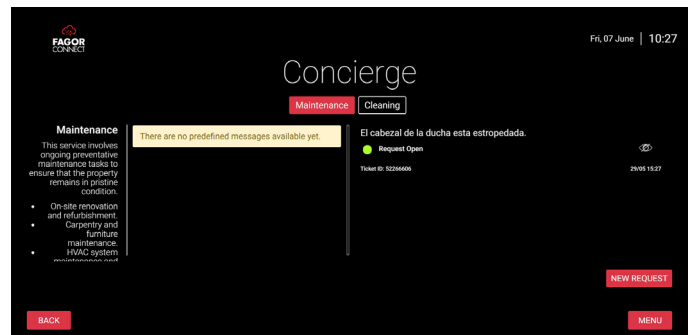 FAGOR
CONNECT
Fri, 07 June | 10:27
Concierge
Maintenance
Cleaning
Maintenance
This service involves
ongoing preventative
maintenance tasks to
ensure that the property
remains in pristine
condition.
• On-site renovation
and refurbishment.
• Carpentry and
furniture
maintenance.
• HVAC system
maintenance and
There are no predefined messages available yet.
El cabezal de la ducha esta estropedada.
Request Open
Ticket ID: 52266606
29/05 15:27
NEW REQUEST
BACK
MENU